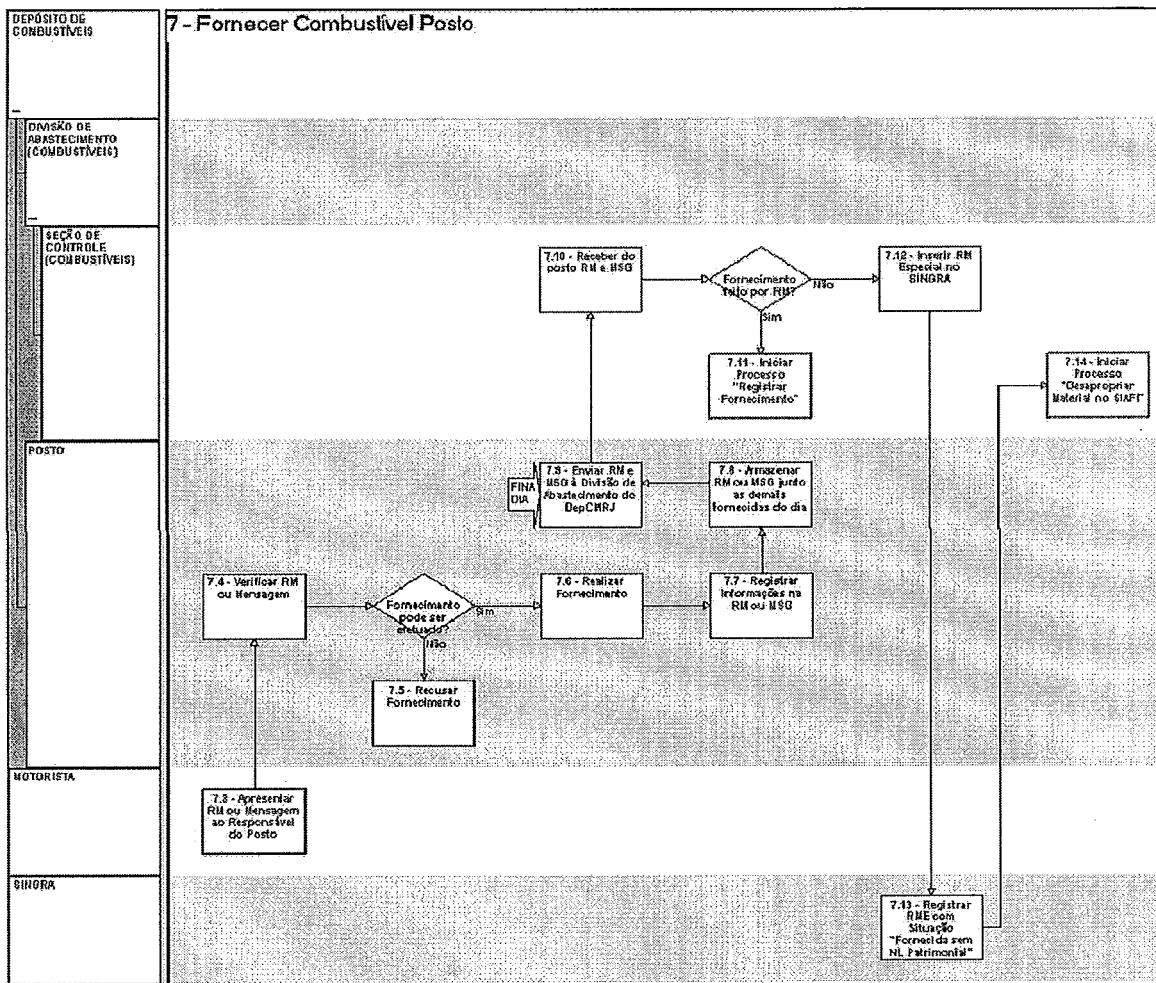 DEPÓSITO DE
COMBUSTÍVEIS
7 - Fornecer Combustível Posto
DIVISÃO DE
ABASTECIMENTO
(COMBUSTÍVEIS)
SEÇÃO DE
CONTROLE
(COMBUSTÍVEIS)
7.10 - Receber do
posto RM e MSG
Fornecimento
feito por RM?
Não
Sim
7.12 - Inserir RM
Especial no
SINGRA
7.11 - Iniciar
Processo
"Registrar
Fornecimento"
7.14 - Iniciar
Processo
"Desapropriar
Material no SIAFI"
POSTO
FINA
DIA
7.9 - Enviar RM e
MSG à Divisão de
Abastecimento do
DepCMRJ
7.8 - Armazenar
RM ou MSG junto
as demais
fornecidas do dia
7.4 - Verificar RM
ou Mensagem
Fornecimento
pode ser
efetuado?
Sim
Não
7.6 - Realizar
Fornecimento
7.7 - Registrar
Informações na
RM ou MSG
7.5 - Recusar
Fornecimento
MOTORISTA
7.3 - Apresentar
RM ou Mensagem
ao Responsável
do Posto
SINGRA
7.13 - Registrar
RME com
Situação
"Fornecida sem
NL Patrimonial"